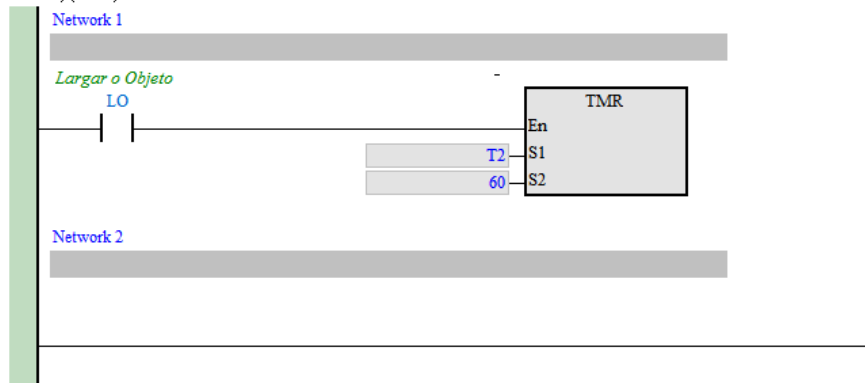 Network 1
Largar o Objeto
LO
TMR
En
T2 S1
60 S2
Network 2